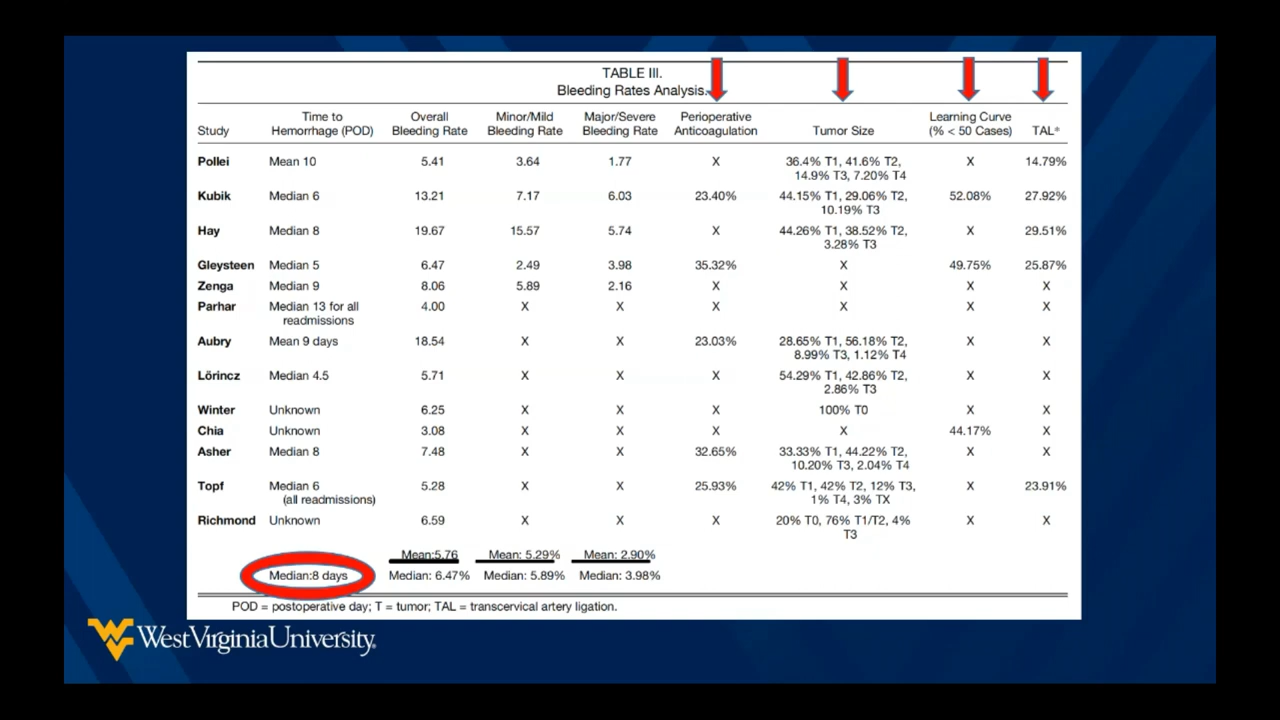 TABLE III.
Bleeding Rates Analysis.
Study Time to Hemorrhage (POD) Overall Bleeding Rate Minor/Mild Bleeding Rate Major/Severe Bleeding Rate Perioperative Anticoagulation Tumor Size Learning Curve (% < 50 Cases) TAL*
Pollei Mean 10 5.41 3.64 1.77 X 36.4% T1, 41.6% T2, X 14.79%
14.9% T3, 7.20% T4
Kubik Median 6 13.21 7.17 6.03 23.40% 44.15% T1, 29.06% T2, 52.08% 27.92%
10.19% T3
Hay Median 8 19.67 15.57 5.74 X 44.26% T1, 38.52% T2, X 29.51%
3.28% T3
Gleysteen Median 5 6.47 2.49 3.98 35.32% X 49.75% 25.87%
Zenga Median 9 8.06 5.89 2.16 X X X X
Parhar Median 13 for all 4.00 X X X X X X
readmissions
Aubry Mean 9 days 18.54 X X 23.03% 28.65% T1, 56.18% T2, X X
8.99% T3, 1.12% T4
Lörincz Median 4.5 5.71 X X X 54.29% T1, 42.86% T2, X X
2.86% T3
Winter Unknown 6.25 X X X 100% T0 X X
Chia Unknown 3.08 X X X X 44.17% X
Asher Median 8 7.48 X X 32.65% 33.33% T1, 44.22% T2, X X
10.20% T3, 2.04% T4
Topf Median 6 5.28 X X 25.93% 42% T1, 42% T2, 12% T3, X 23.91%
(all readmissions) 1% T4, 3% TX
Richmond Unknown 6.59 X X X 20% T0, 76% T1/T2, 4% X X
T3
Mean:5.76 Mean: 5.29% Mean: 2.90%
Median:8 days Median: 6.47% Median: 5.89% Median: 3.98%
POD = postoperative day; T = tumor; TAL = transcervical artery ligation.
WV WestVirginiaUniversity.